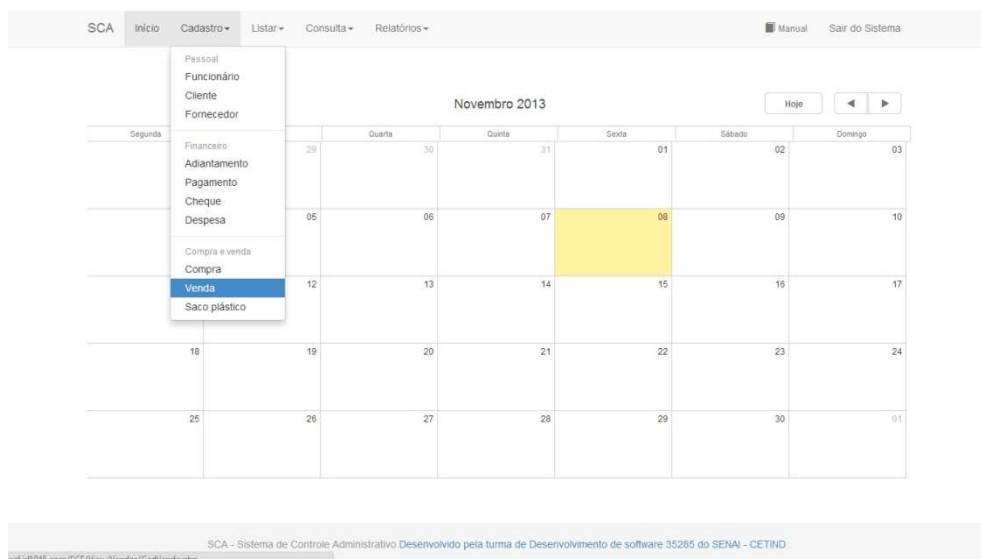 SCA Início Cadastro Listar Consulta Relatórios Manual Sair do Sistema
Pessoal
Funcionário
Cliente
Fornecedor
Financeiro
Adiantamento
Pagamento
Cheque
Despesa
Compra e venda
Compra
Venda
Saco plástico
Novembro 2013
Hoje
Segunda Quarta Quinta Sexta Sábado Domingo
29 30 31 01 02 03
05 06 07 08 09 10
12 13 14 15 16 17
18 19 20 21 22 23 24
25 26 27 28 29 30 01
SCA - Sistema de Controle Administrativo Desenvolvido pela turma de Desenvolvimento de software 35285 do SENAI - CETIND .